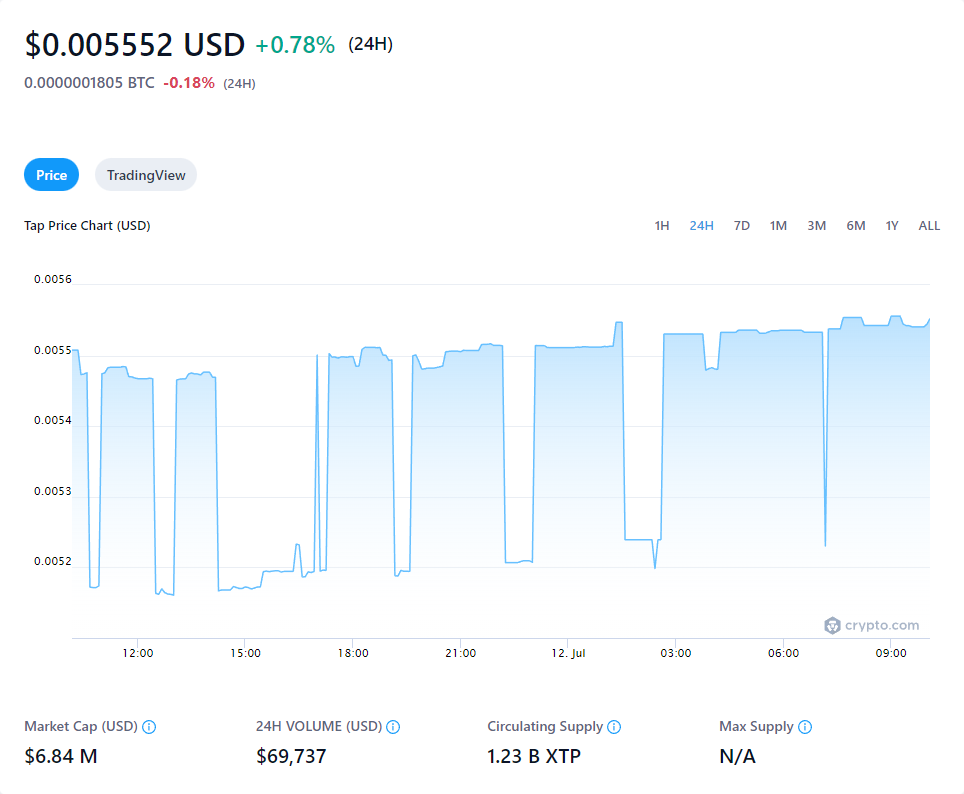 $0.005552 USD +0.78% (24H)
0.0000001805 BTC -0.18% (24H)
Price TradingView
Tap Price Chart (USD) 1H 24H 7D 1M 3M 6M 1Y ALL
0.0056
0.0055
0.0054
0.0053
0.0052
crypto.com
12:00 15:00 18:00 21:00 12. Jul 03:00 06:00 09:00
Market Cap (USD) 24H VOLUME (USD) Circulating Supply Max Supply
$6.84 M $69,737 1.23 B XTP N/A